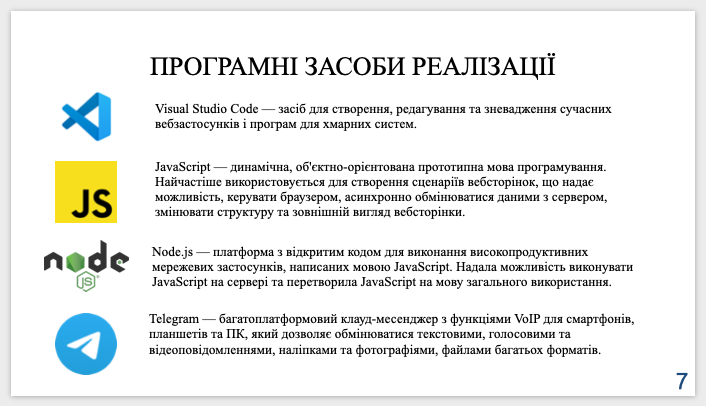 ПРОГРАМНІ ЗАСОБИ РЕАЛІЗАЦІЇ
Visual Studio Code — засіб для створення, редагування та зневадження сучасних
вебзастосунків і програм для хмарних систем.
JS
JavaScript — динамічна, об'єктно-орієнтована прототипна мова програмування.
Найчастіше використовується для створення сценаріїв вебсторінок, що надає
можливість, керувати браузером, асинхронно обмінюватися даними з сервером,
змінювати структуру та зовнішній вигляд вебсторінки.
node
JS
Node.js — платформа з відкритим кодом для виконання високопродуктивних
мережевих застосунків, написаних мовою JavaScript. Надала можливість виконувати
JavaScript на сервері та перетворила JavaScript на мову загального використання.
Telegram — багатоплатформовий клауд-месенджер з функціями VoIP для смартфонів,
планшетів та ПК, який дозволяє обмінюватися текстовими, голосовими та
відеоповідомленнями, наліпками та фотографіями, файлами багатьох форматів.
7